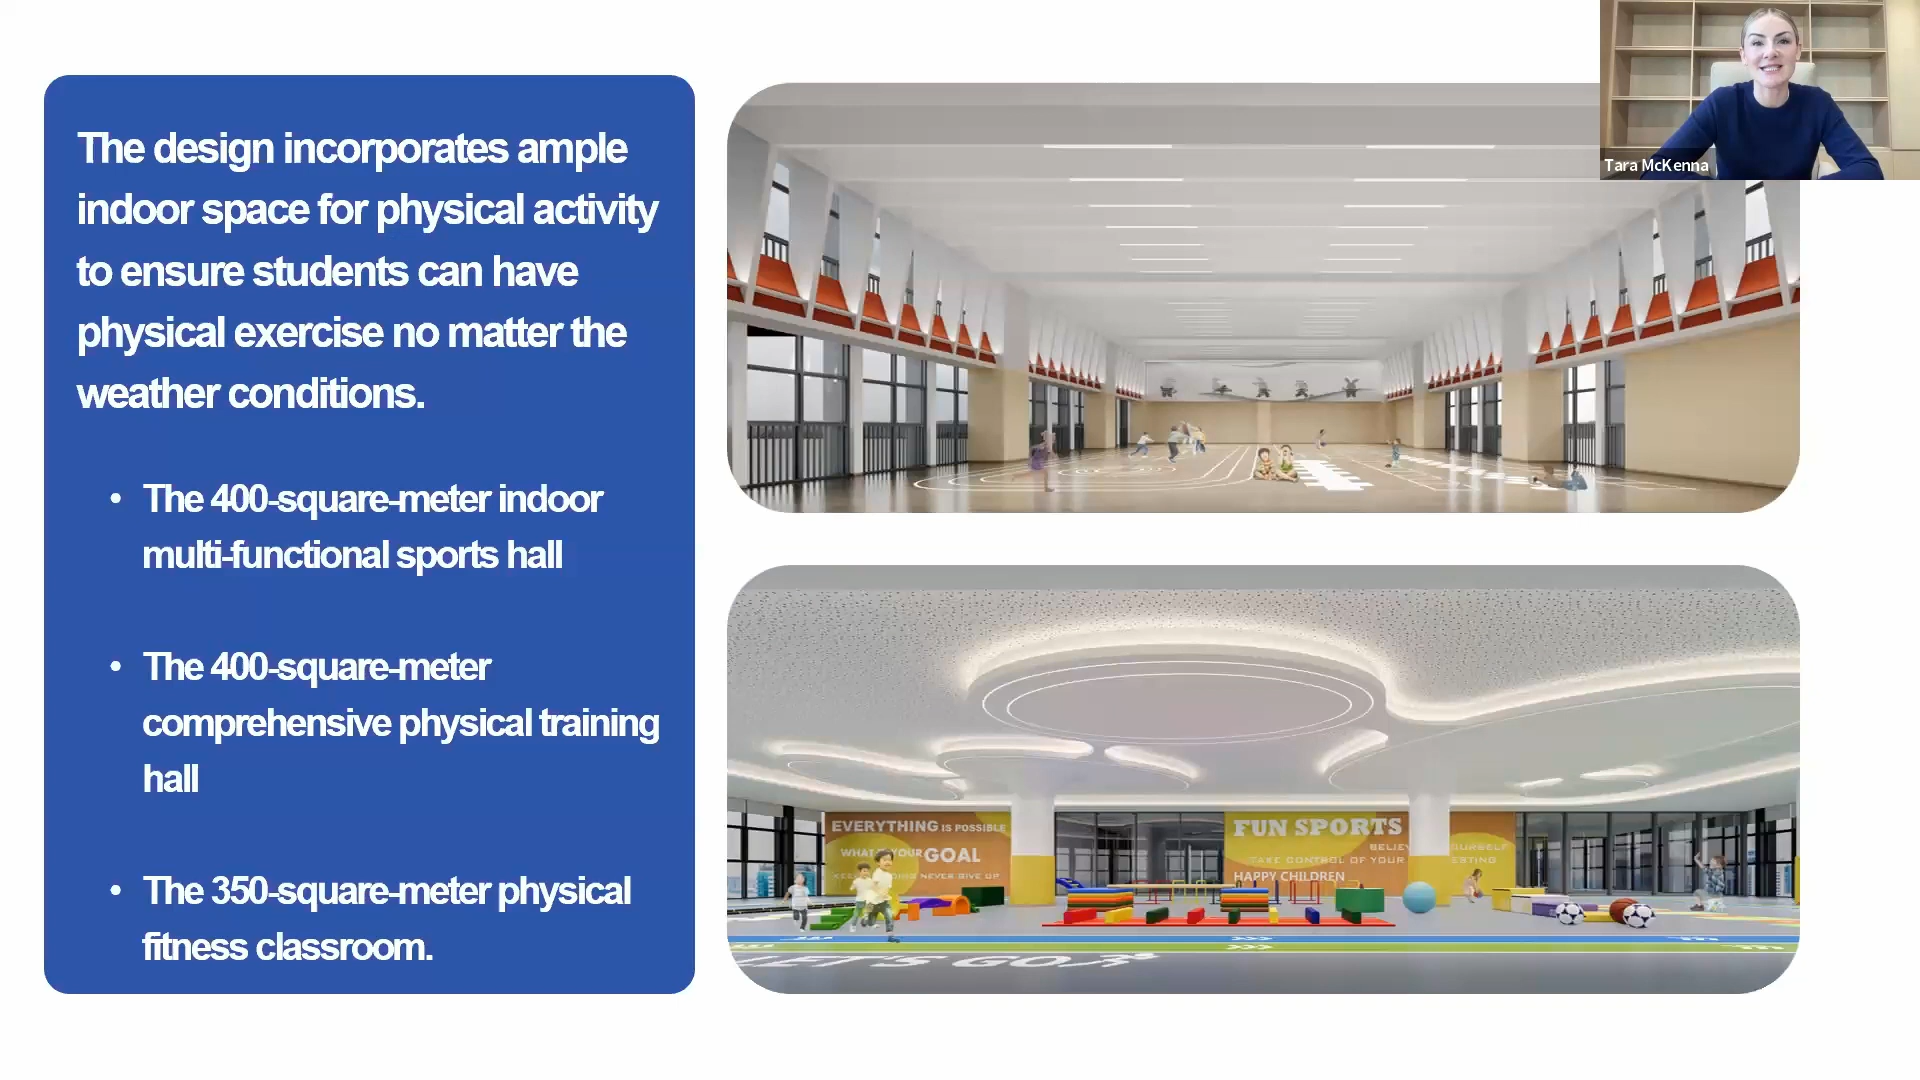 The design incorporates ample
indoor space for physical activity
to ensure students can have
physical exercise no matter the
weather conditions.
• The 400-square-meter indoor
multi-functional sports hall
• The 400-square-meter
comprehensive physical training
hall
• The 350-square-meter physical
fitness classroom.
Tara McKenna
EVERYTHING IS POSSIBLE
YOUR GOAL
NEVER GIVE UP
FUN SPORTS
TAKE CONTROL OF YOUR
HAPPY CHILDREN
LET'S GO